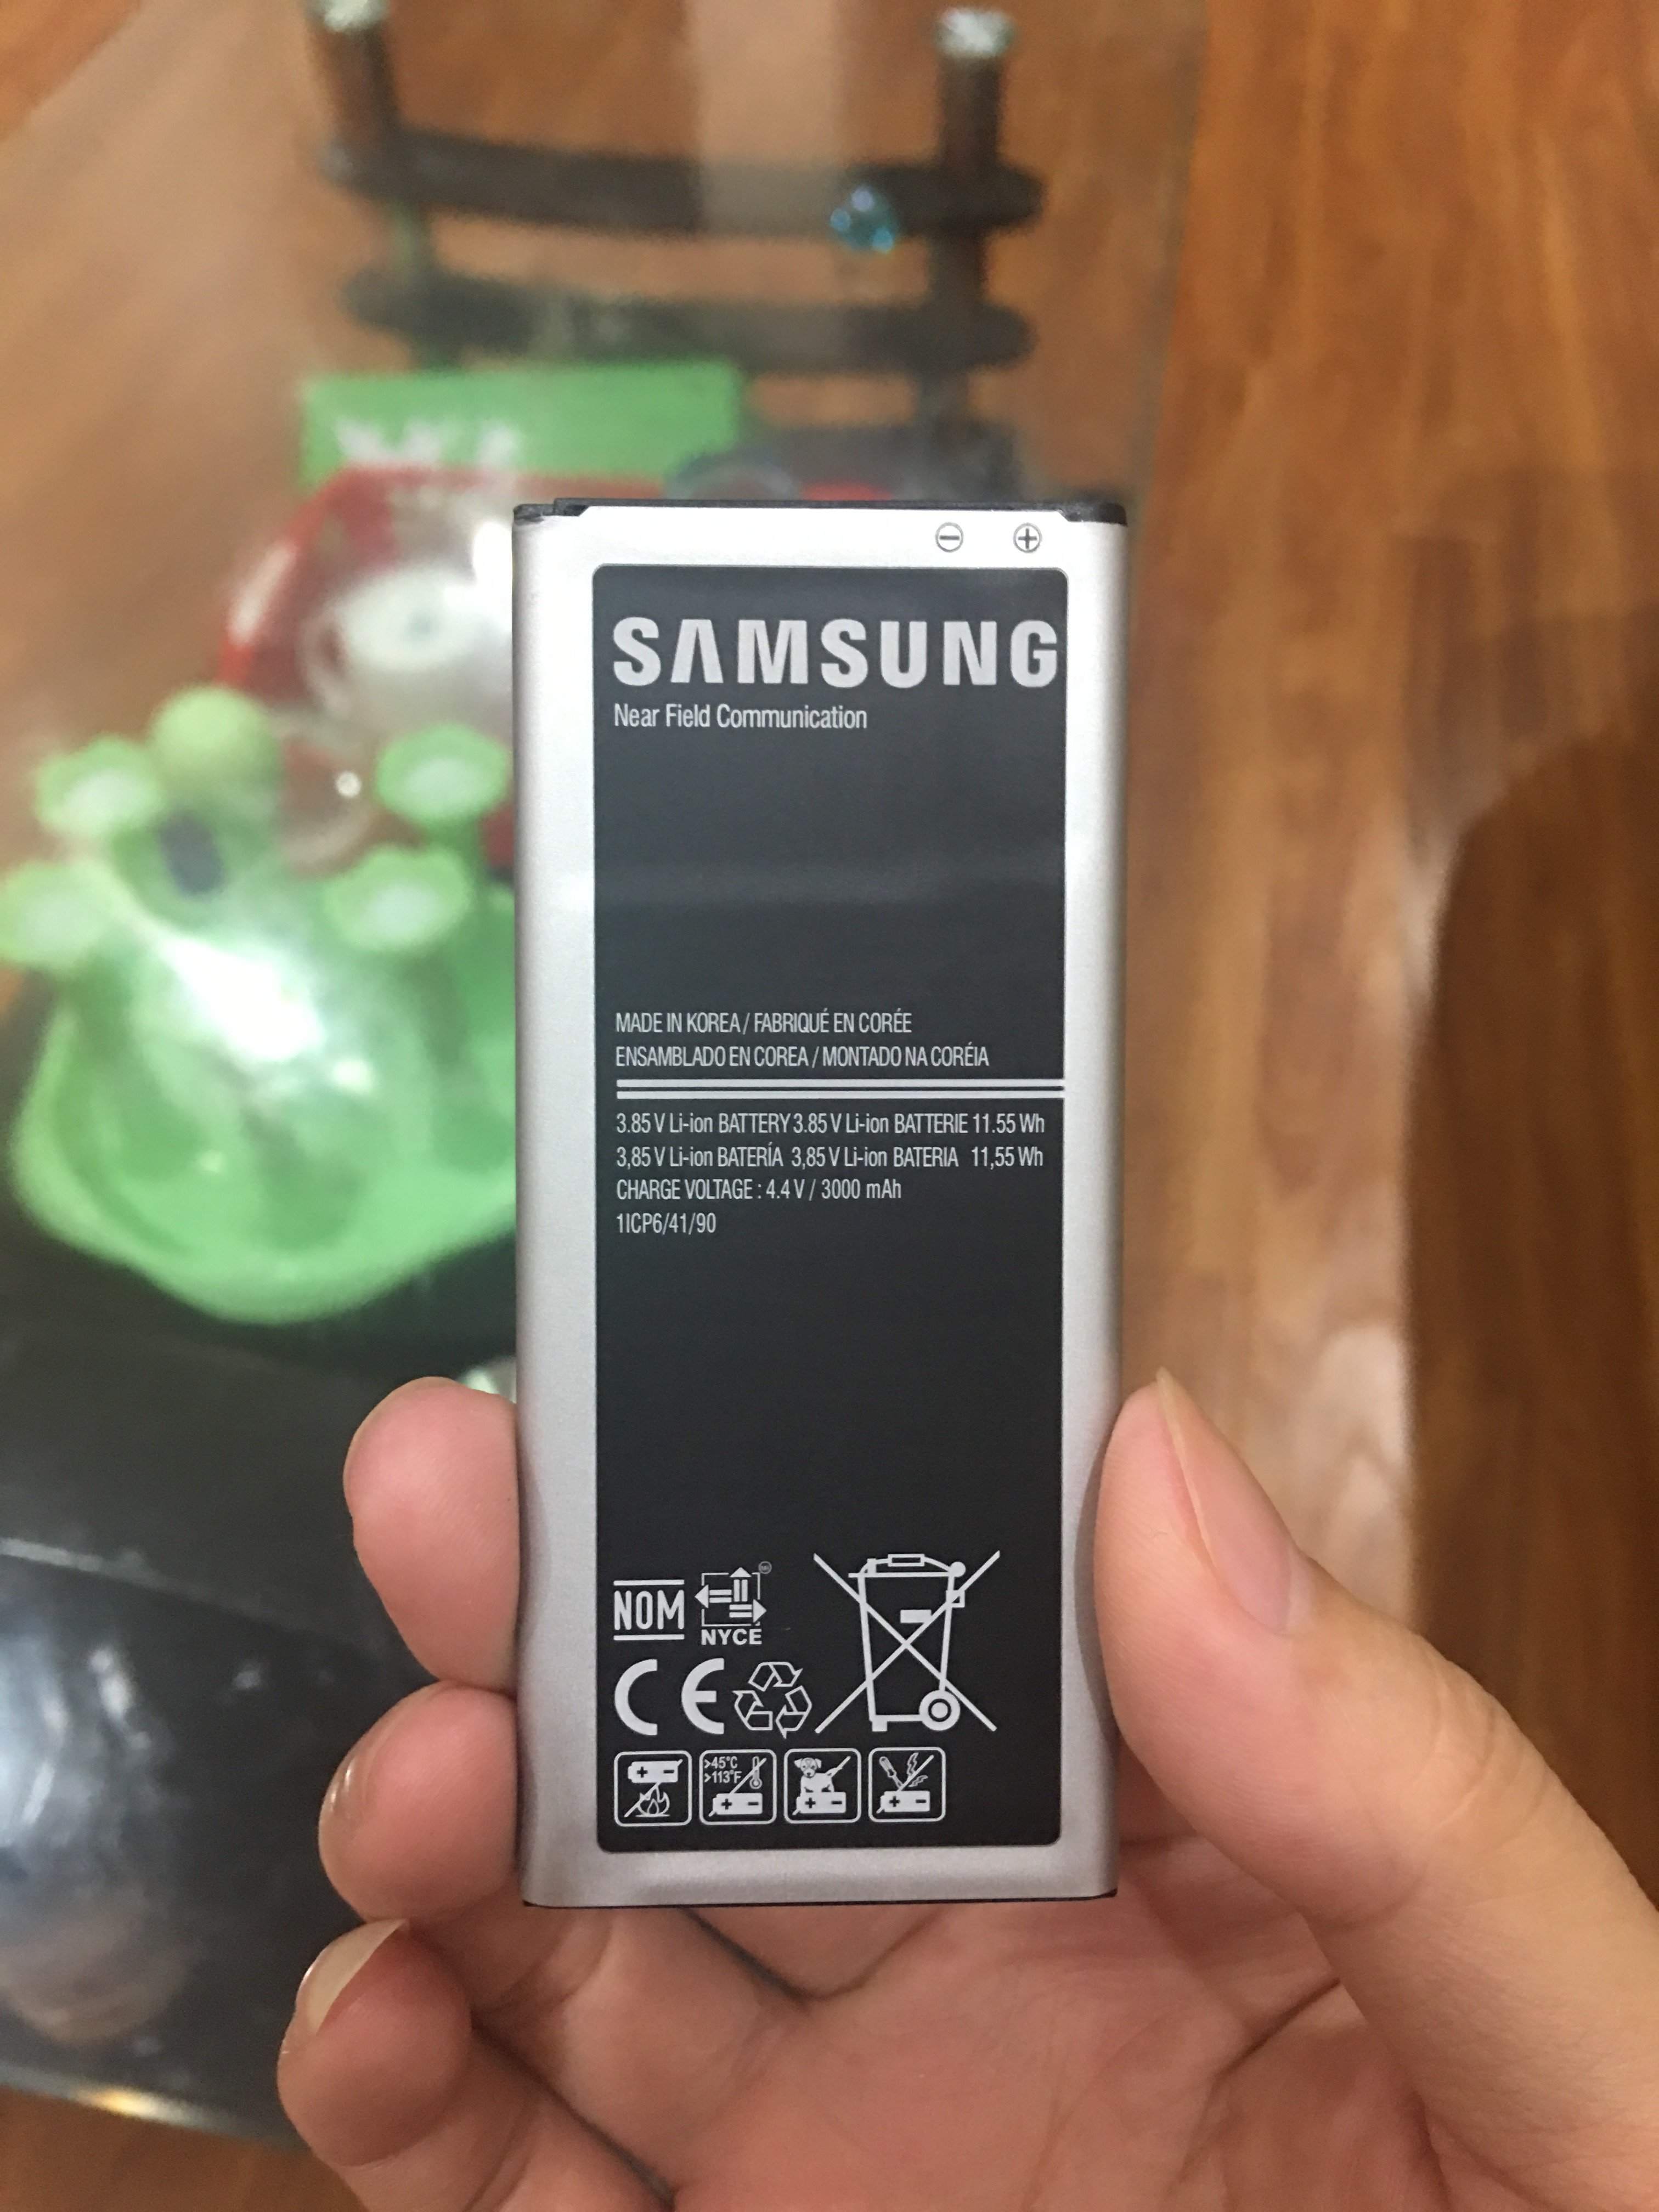 SAMSUNG
Near Field Communication
MADE IN KOREA / FABRIQUÉ EN CORÉE
ENSAMBLADO EN COREA / MONTADO NA CORÉIA
3.85 V Li-ion BATTERY 3.85 V Li-ion BATTERIE 11.55 Wh
3,85 V Li-ion BATERÍA 3,85 V Li-ion BATERIA 11,55 Wh
CHARGE VOLTAGE : 4.4 V / 3000 mAh
1ICP6/41/90
NOM
NYCE
CE
>45°C
>113°F